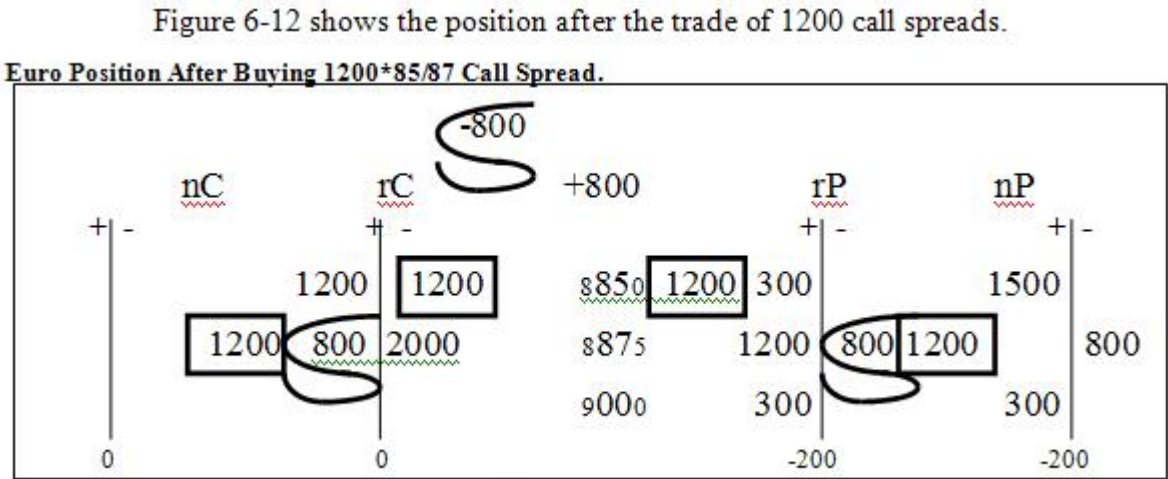 Figure 6-12 shows the position after the trade of 1200 call spreads.
Euro Position After Buying 1200*85/87 Call Spread.
-800
nC rC +800 rP nP
+ - + - + - + -
1200 1200 8850 1200 300 1500
1200 800 2000 8875 1200 800 1200 800
9000 300 300
0 0 -200 -200